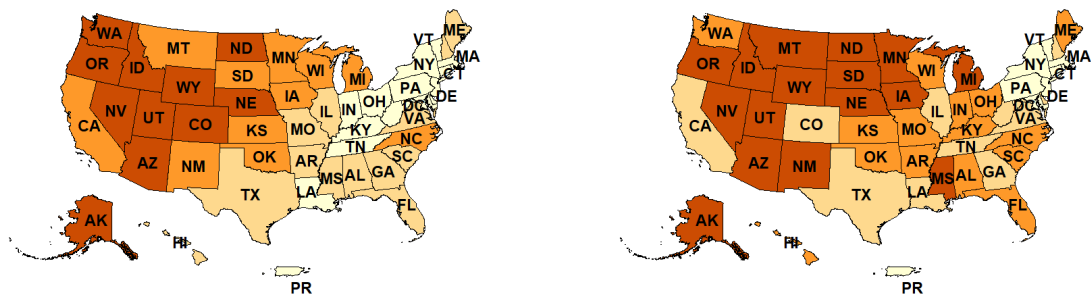 WA
MT
ND
MN
VT
ME
OR
ID
SD
WI
MI
NY
MA
CT
WY
IA
PA
NE
IL
IN
OH
DC
DE
NV
UT
CO
CA
KS
MO
KY
VA
AZ
NM
OK
TN
NC
AR
SC
MS
AL
GA
TX
LA
FL
AK
HI
PR
WA
MT
ND
MN
VT
ME
OR
ID
SD
WI
MI
NY
MA
CT
WY
IA
PA
NE
IL
IN
OH
DC
DE
NV
UT
CO
CA
KS
MO
KY
VA
AZ
NM
OK
TN
NC
AR
SC
MS
AL
GA
TX
LA
FL
AK
HI
PR